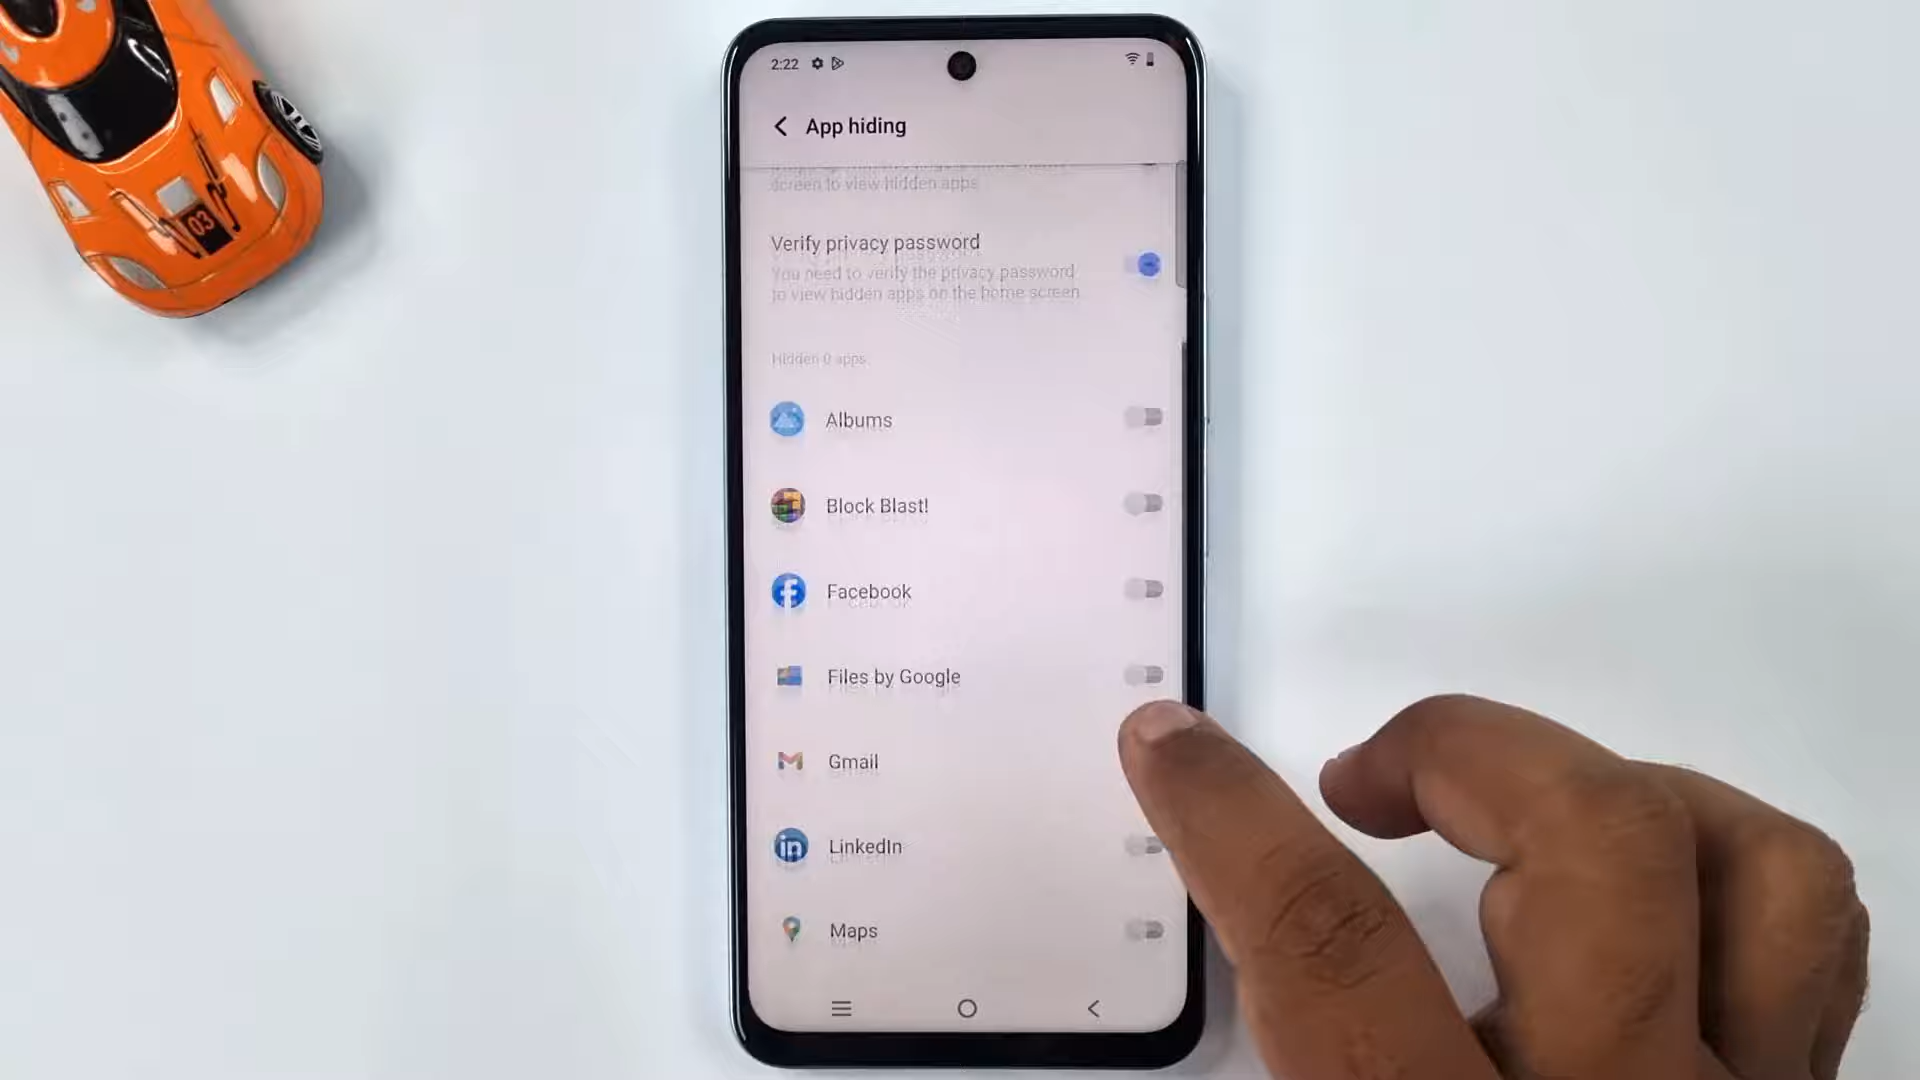 2:22
App hiding
screen to view hidden apps
Verify privacy password
You need to verify the privacy password
to view hidden apps on the home screen
Hidden 0 apps
Albums
Block Blast!
Facebook
Files by Google
Gmail
LinkedIn
Maps
03